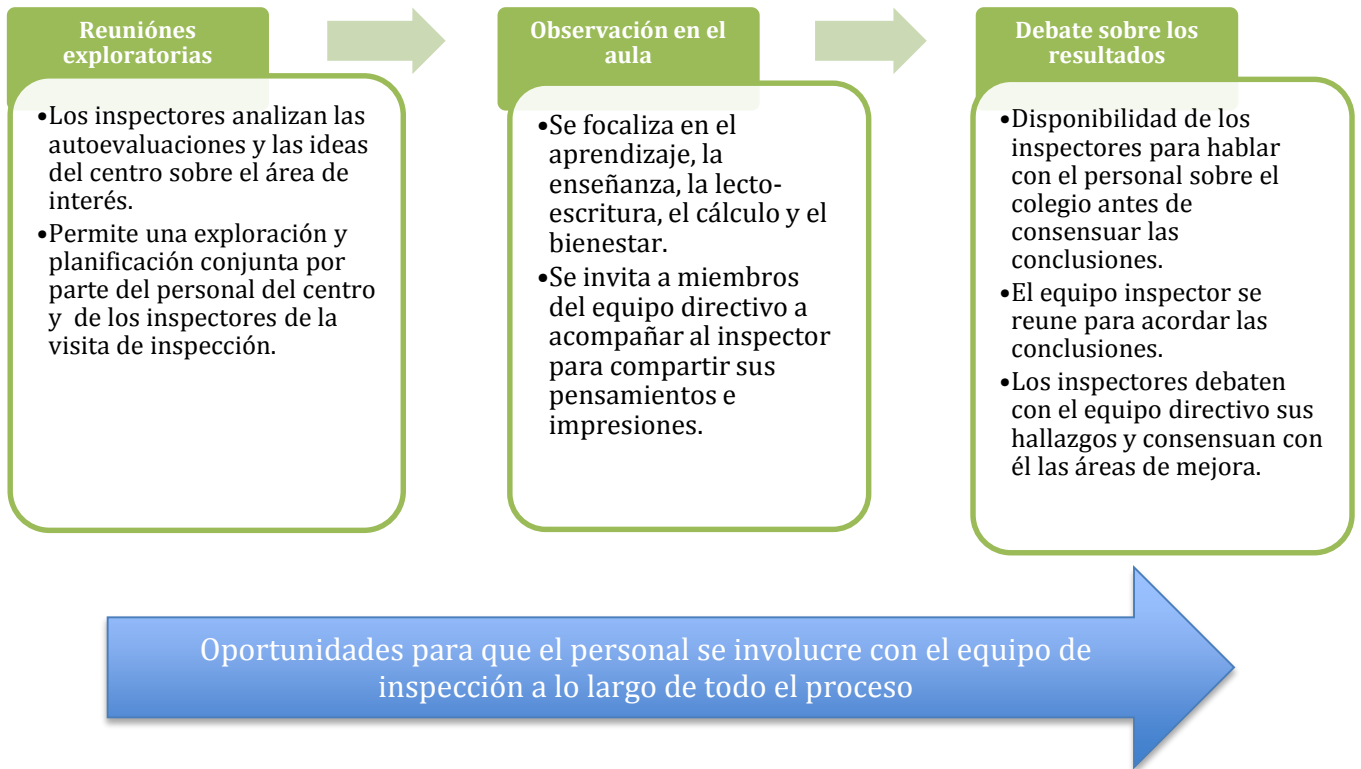 Reuniónes
exploratorias
•Los inspectores analizan las
autoevaluaciones y las ideas
del centro sobre el área de
interés.
•Permite una exploración y
planificación conjunta por
parte del personal del centro
y  de los inspectores de la
visita de inspección.
Observación en el
aula
•Se focaliza en el
aprendizaje, la
enseñanza, la lecto-
escritura, el cálculo y el
bienestar.
•Se invita a miembros
del equipo directivo a
acompañar al inspector
para compartir sus
pensamientos e
impresiones.
Debate sobre los
resultados
•Disponibilidad de los
inspectores para hablar
con el personal sobre el
colegio antes de
consensuar las
conclusiones.
•El equipo inspector se
reune para acordar las
conclusiones.
•Los inspectores debaten
con el equipo directivo sus
hallazgos y consensuan con
él las áreas de mejora.
Oportunidades para que el personal se involucre con el equipo de
inspección a lo largo de todo el proceso